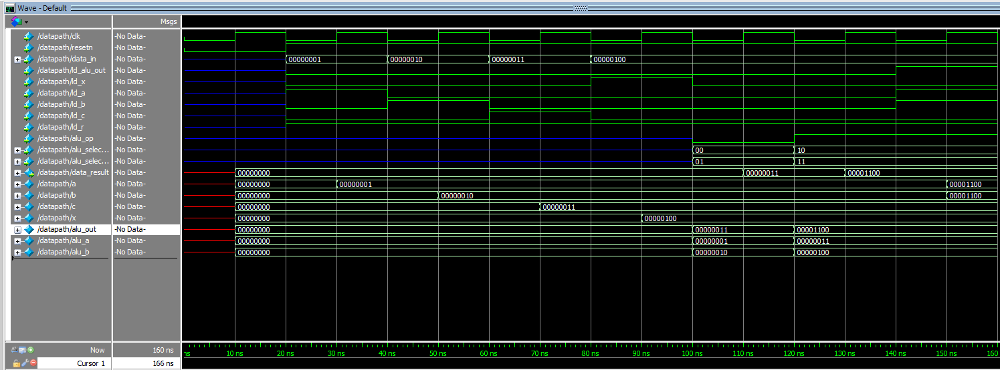 Wave - Default
Msgs
/datapath/clk -No Data-
/datapath/resetn -No Data-
/datapath/data_in -No Data- 00000001 00000010 00000011 00000100
/datapath/ld_alu_out -No Data-
/datapath/ld_x -No Data-
/datapath/ld_a -No Data-
/datapath/ld_b -No Data-
/datapath/ld_c -No Data-
/datapath/ld_r -No Data-
/datapath/alu_op -No Data-
/datapath/alu_selec... -No Data- 00 10
/datapath/alu_selec... -No Data- 01 11
/datapath/data_result -No Data- 00000000 00000011 00001100
/datapath/a -No Data- 00000000 00000001 00001100
/datapath/b -No Data- 00000000 00000010 00001100
/datapath/c -No Data- 00000000 00000011
/datapath/x -No Data- 00000000 00000100
/datapath/alu_out -No Data- 00000000 00000011 00001100
/datapath/alu_a -No Data- 00000000 00000001 00000011
/datapath/alu_b -No Data- 00000000 00000010 00000100
Now 160 ns ns 10 ns 20 ns 30 ns 40 ns 50 ns 60 ns 70 ns 80 ns 90 ns 100 ns 110 ns 120 ns 130 ns 140 ns 150 ns 160
Cursor 1 166 ns